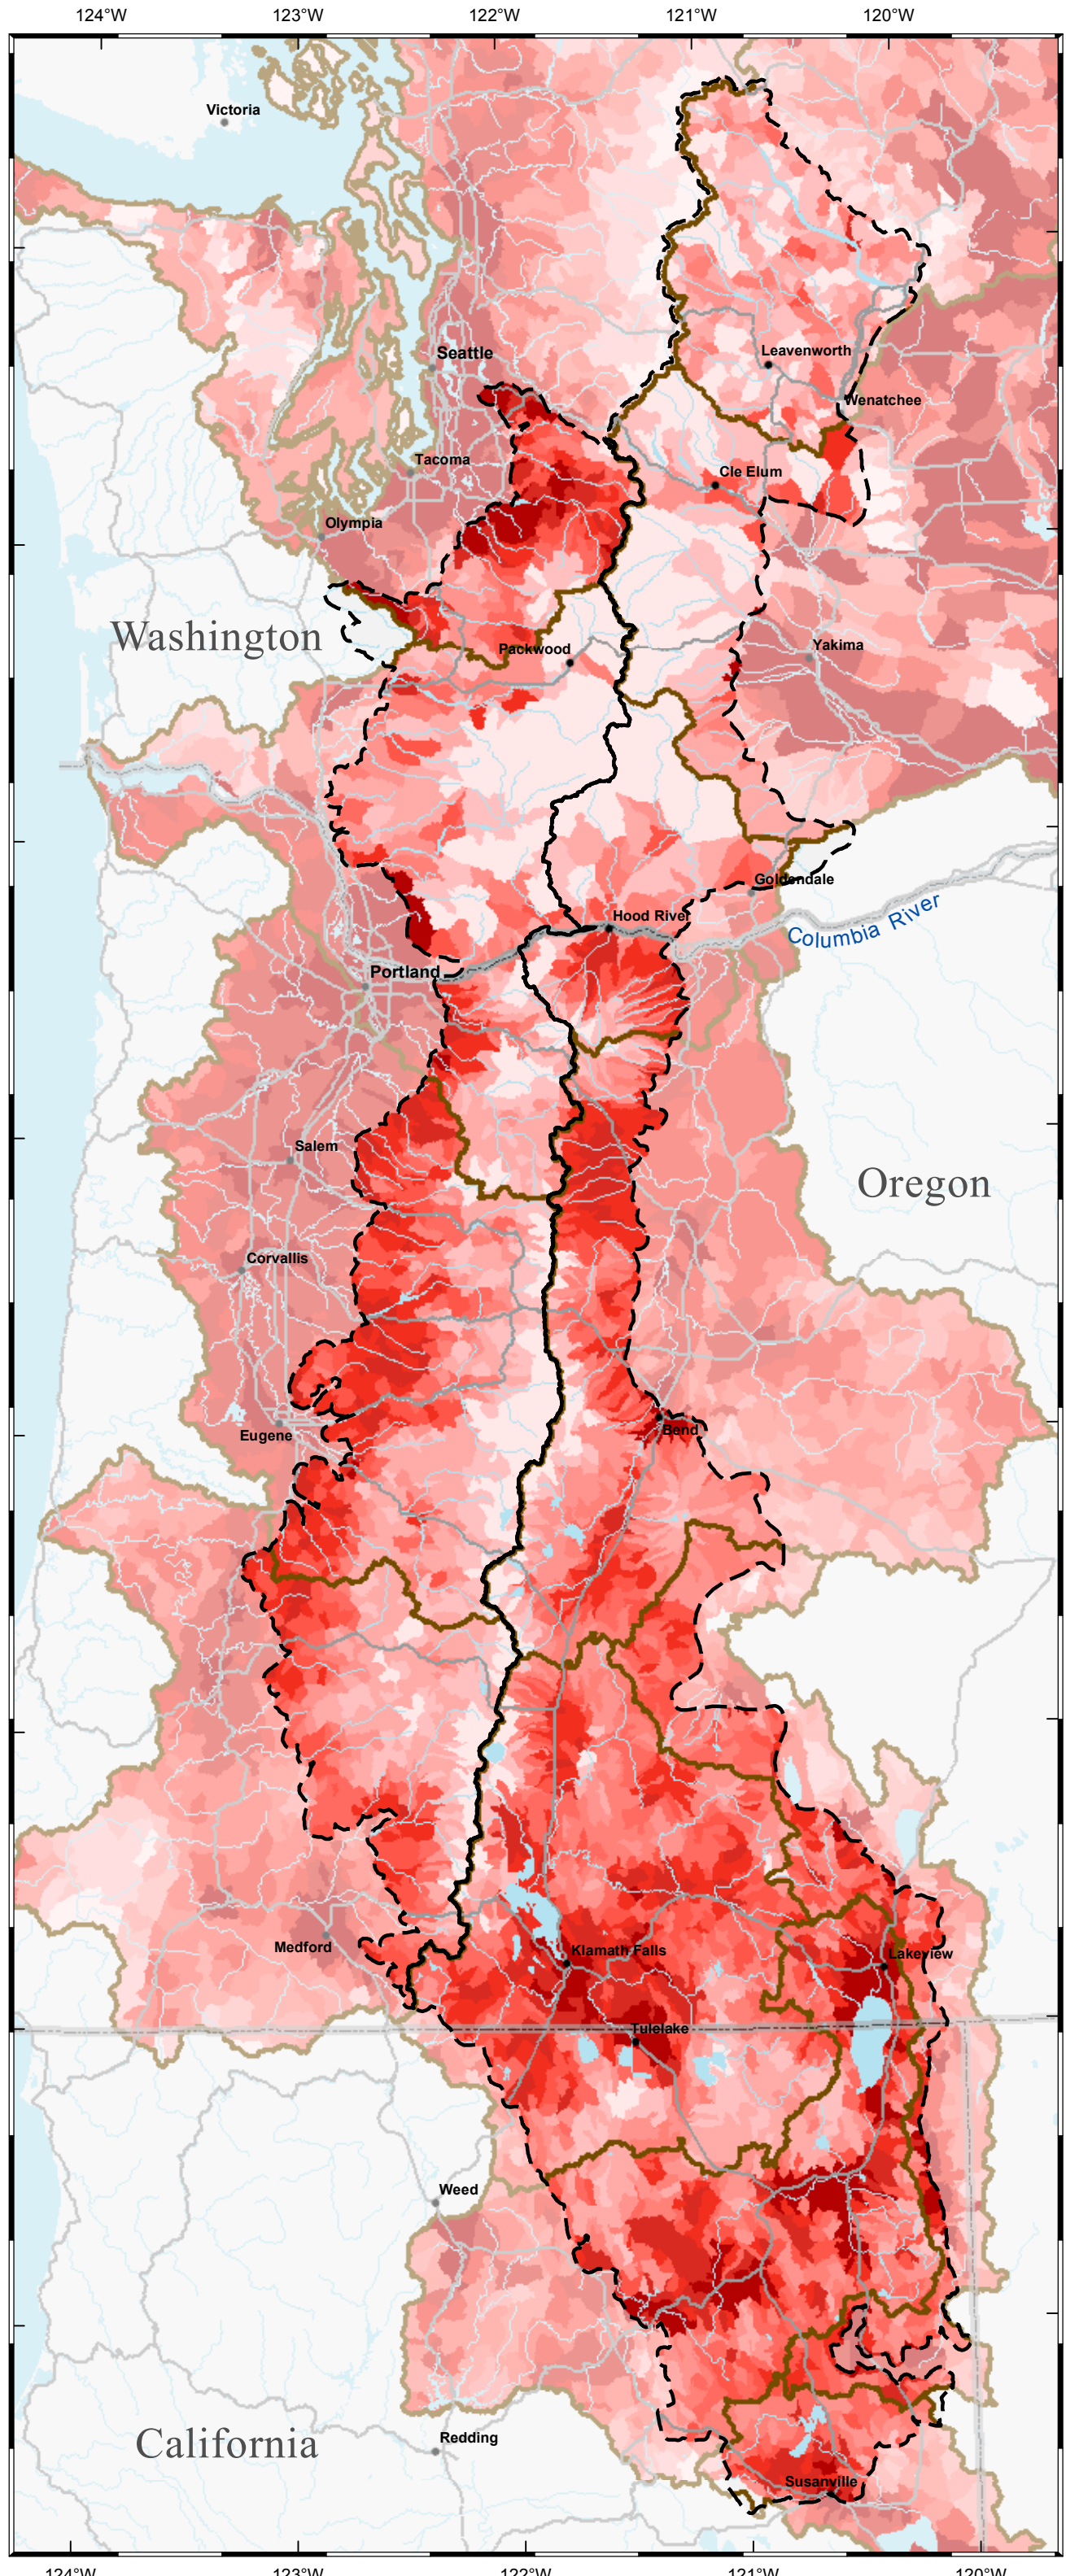 124°W 123°W 122°W 121°W 120°W
Victoria
Seattle
Leavenworth
Wenatchee
Tacoma
Cle Elum
Olympia
Washington
Packwood
Yakima
Goldendale
Hood River
Columbia River
Portland
Salem
Oregon
Corvallis
Bend
Eugene
Medford
Klamath Falls
Lakeview
Tulelake
Weed
Redding
California
Susanville
124°W 123°W 122°W 121°W 120°W